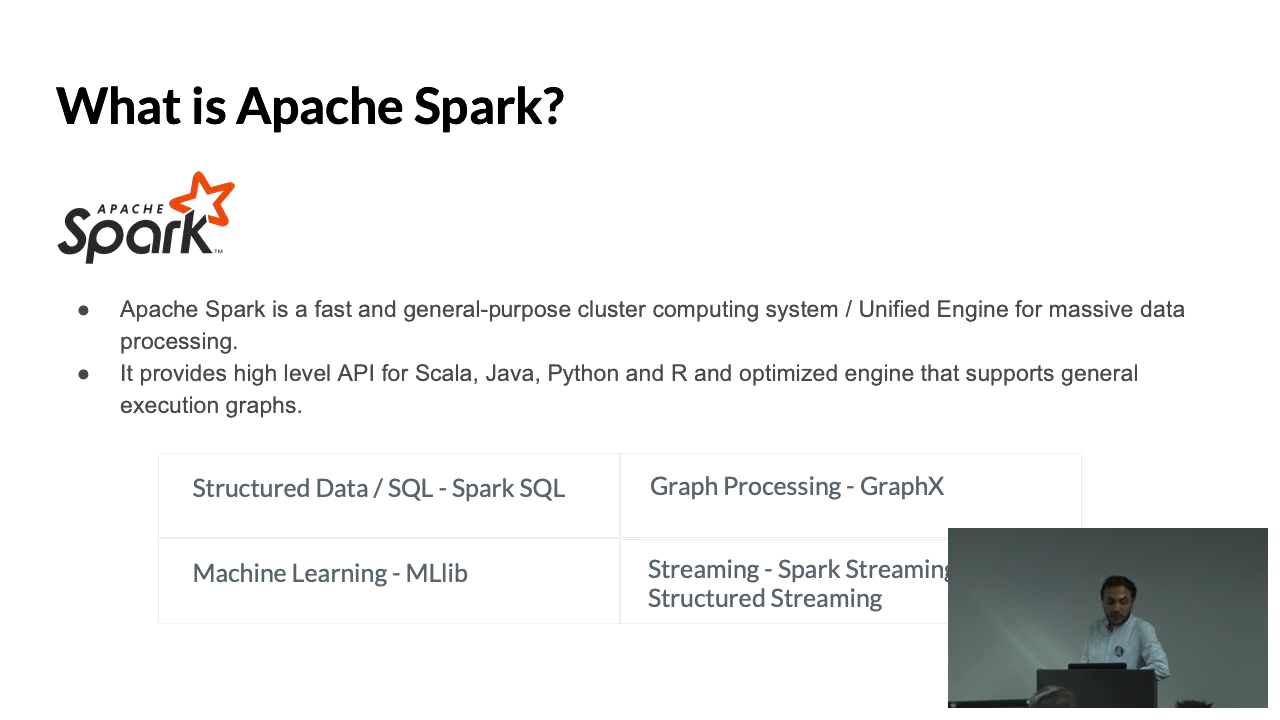 What is Apache Spark?
APACHE
Spark™
● Apache Spark is a fast and general-purpose cluster computing system / Unified Engine for massive data
processing.
● It provides high level API for Scala, Java, Python and R and optimized engine that supports general
execution graphs.
Structured Data / SQL - Spark SQL
Graph Processing - GraphX
Machine Learning - MLlib
Streaming - Spark Streaming
Structured Streaming